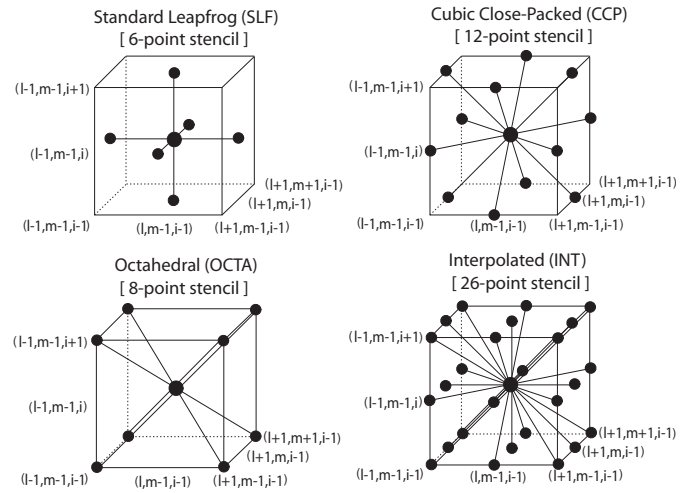 Standard Leapfrog (SLF)
[ 6-point stencil ]
(l-1,m-1,i+1)
(l-1,m-1,i)
(l-1,m-1,i-1)
(l,m-1,i-1)
(l+1,m-1,i-1)
(l+1,m,i-1)
(l+1,m+1,i-1)
Cubic Close-Packed (CCP)
[ 12-point stencil ]
(l-1,m-1,i+1)
(l-1,m-1,i)
(l-1,m-1,i-1)
(l,m-1,i-1)
(l+1,m-1,i-1)
(l+1,m,i-1)
(l+1,m+1,i-1)
Octahedral (OCTA)
[ 8-point stencil ]
(l-1,m-1,i+1)
(l-1,m-1,i)
(l-1,m-1,i-1)
(l,m-1,i-1)
(l+1,m-1,i-1)
(l+1,m,i-1)
(l+1,m+1,i-1)
Interpolated (INT)
[ 26-point stencil ]
(l-1,m-1,i+1)
(l-1,m-1,i)
(l-1,m-1,i-1)
(l,m-1,i-1)
(l+1,m-1,i-1)
(l+1,m,i-1)
(l+1,m+1,i-1)